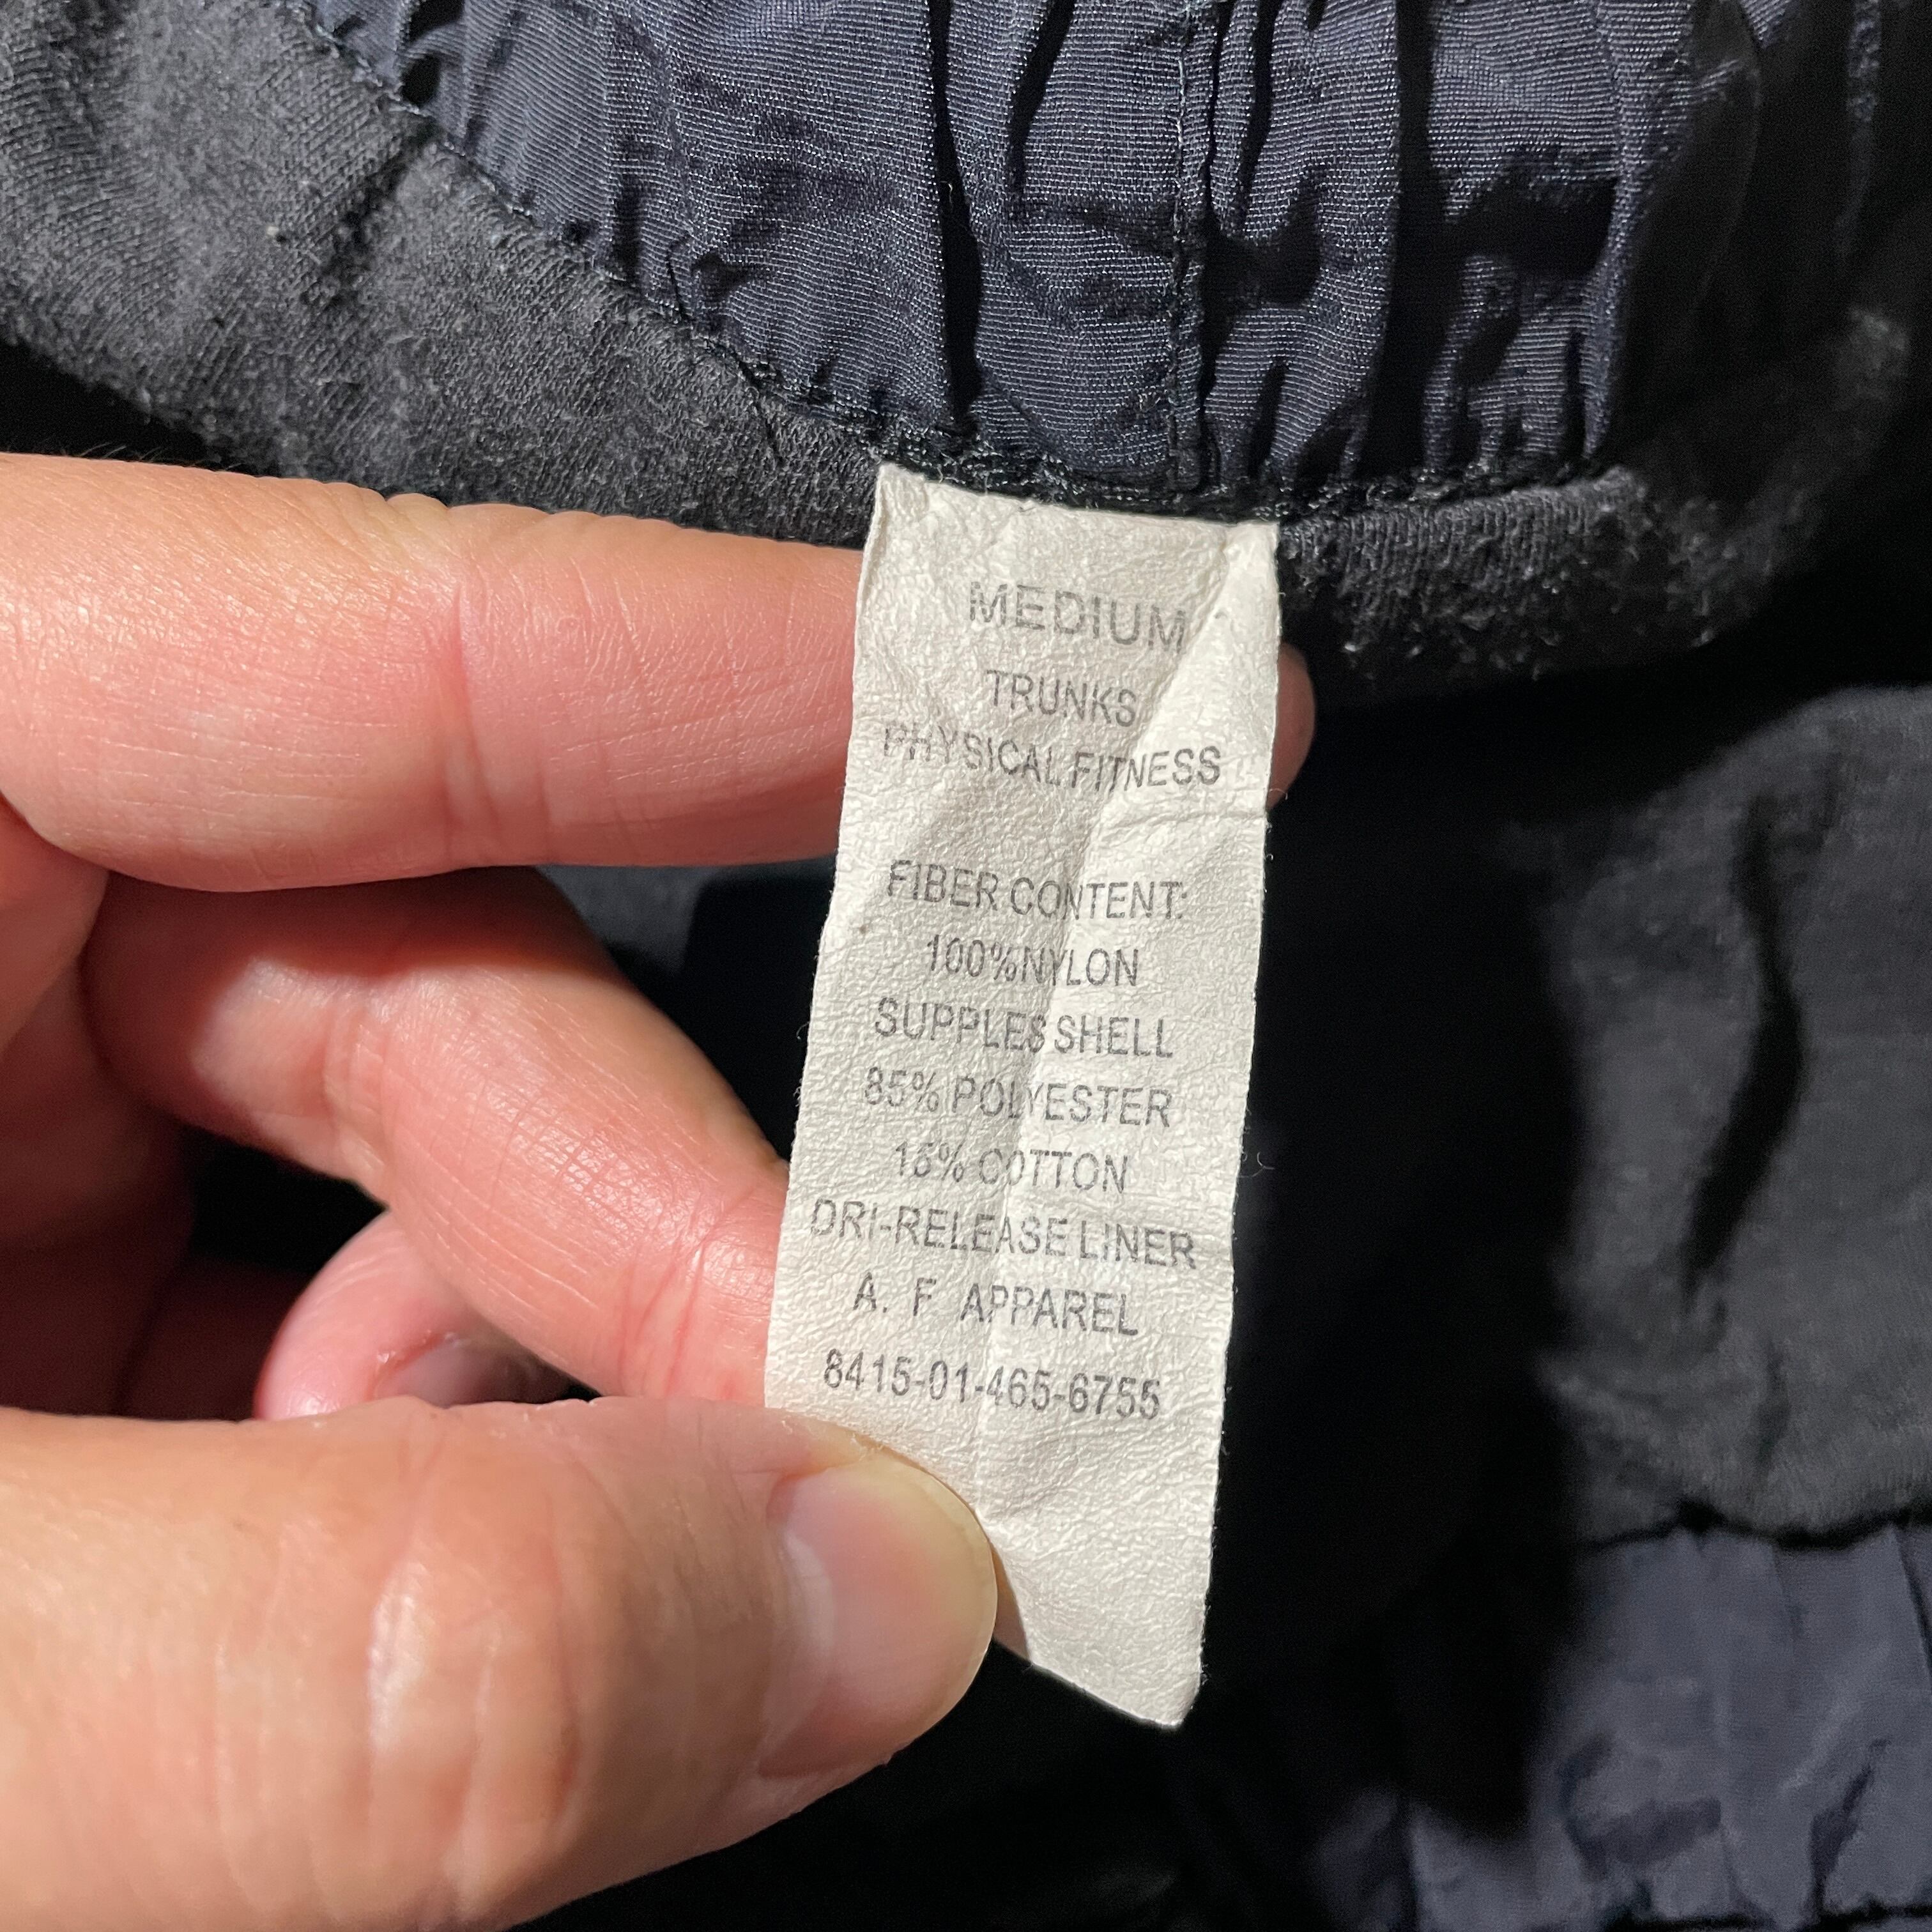 MEDIUM
TRUNKS
PHYSICAL FITNESS
FIBER CONTENT:
100%NYLON
SUPPLES SHELL
85% POLYESTER
15% COTTON
DRI-RELEASE LINER
A. F APPAREL
8415-01-465-6755